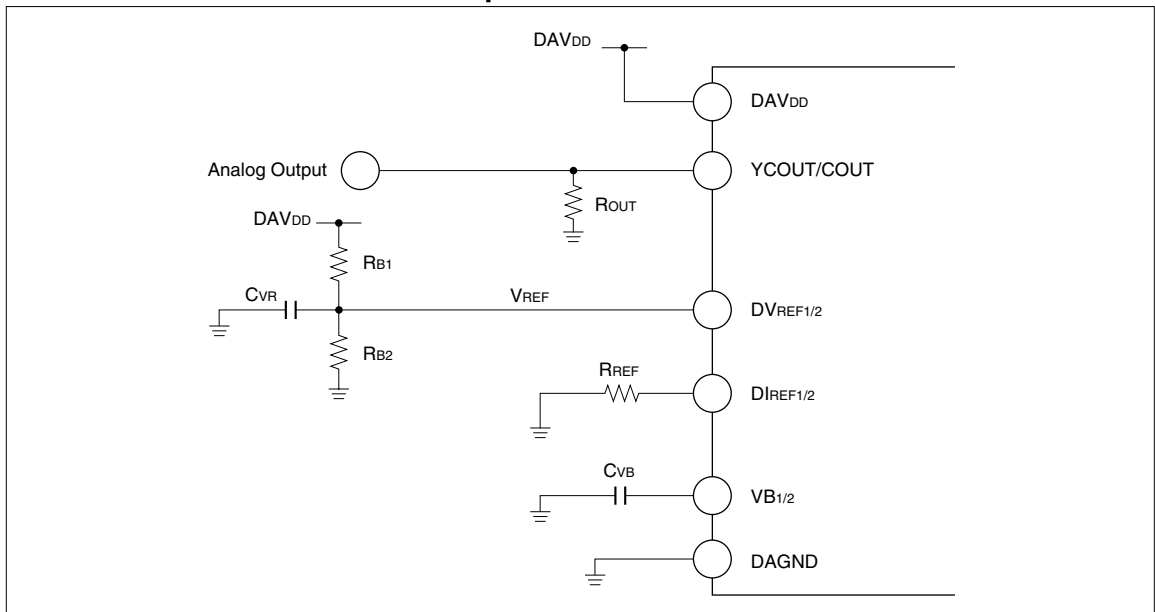 DAVDD
DAVDD
Analog Output
YCOUT/COUT
ROUT
DAVDD
RB1
CVR
VREF
DVREF1/2
RB2
RREF
DIREF1/2
CVB
VB1/2
DAGND